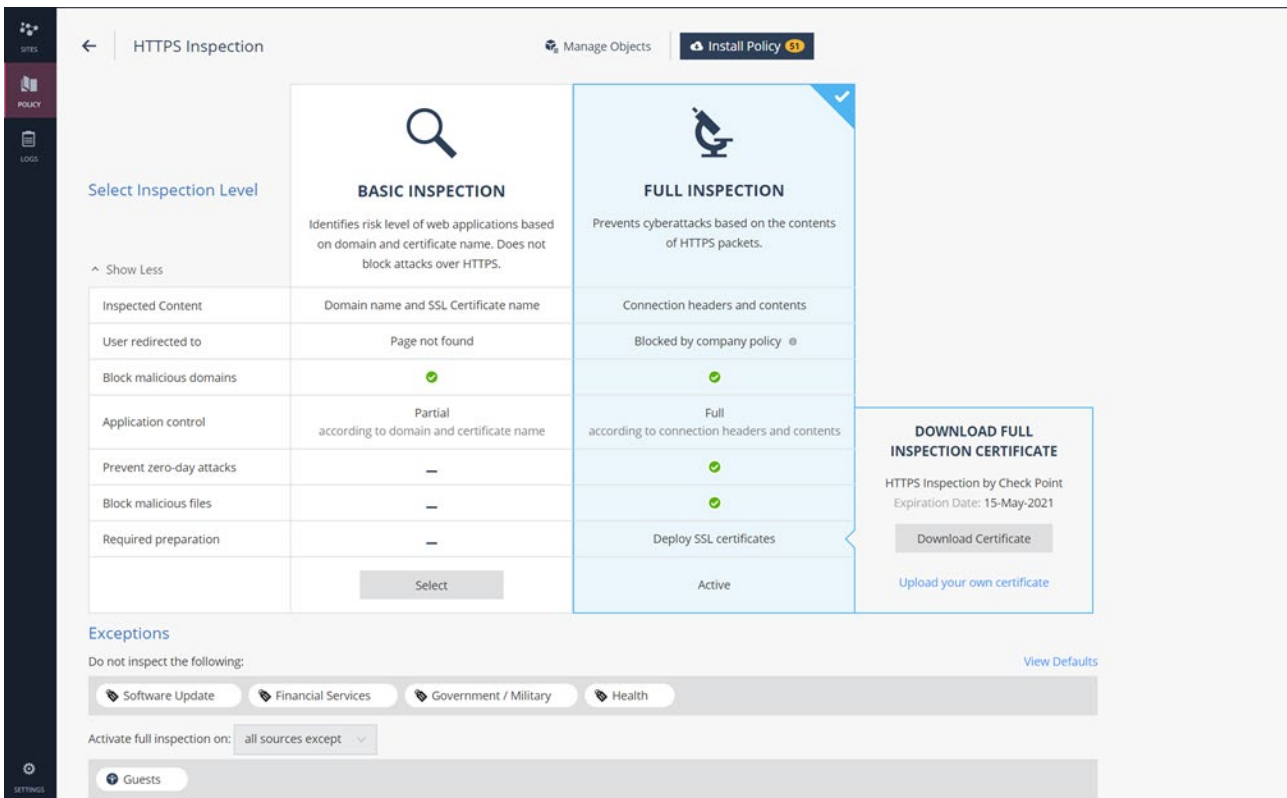 SITES
POLICY
LOGS
SETTINGS
HTTPS Inspection
Manage Objects
Install Policy 51
Select Inspection Level
Show Less
BASIC INSPECTION
Identifies risk level of web applications based
on domain and certificate name. Does not
block attacks over HTTPS.
FULL INSPECTION
Prevents cyberattacks based on the contents
of HTTPS packets.
Inspected Content
Domain name and SSL Certificate name
Connection headers and contents
User redirected to
Page not found
Blocked by company policy
Block malicious domains
Application control
Partial
according to domain and certificate name
Full
according to connection headers and contents
Prevent zero-day attacks
Block malicious files
Required preparation
Deploy SSL certificates
Select
Active
DOWNLOAD FULL
INSPECTION CERTIFICATE
HTTPS Inspection by Check Point
Expiration Date: 15-May-2021
Download Certificate
Upload your own certificate
Exceptions
Do not inspect the following:
View Defaults
Software Update
Financial Services
Government / Military
Health
Activate full inspection on: all sources except
Guests